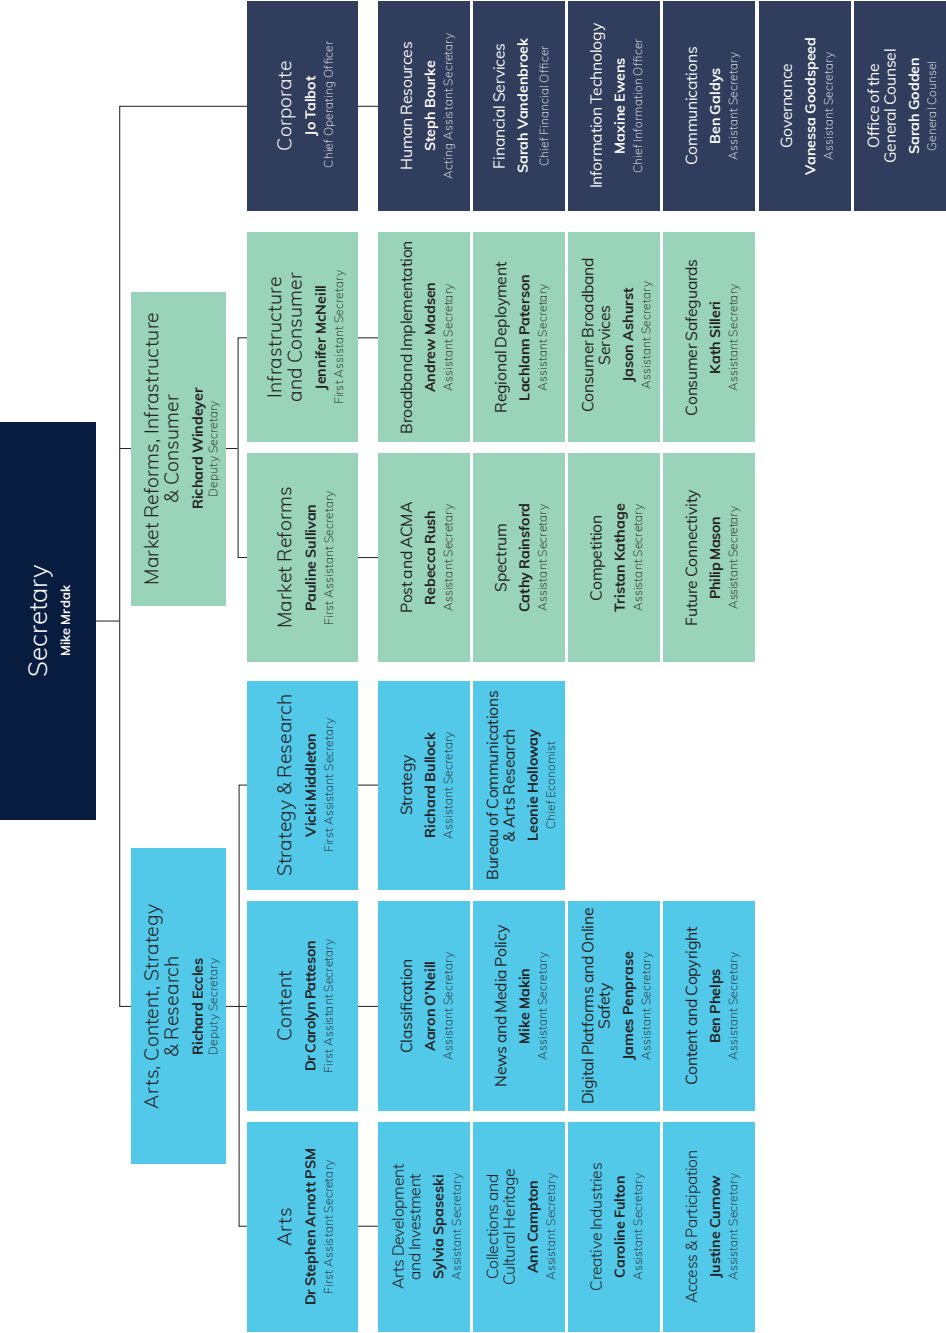 Secretary
Mike Mrdak
Arts, Content, Strategy
& Research
Richard Eccles
Deputy Secretary
Market Reforms, Infrastructure
& Consumer
Richard Windeyer
Deputy Secretary
Arts
Dr Stephen Arnott PSM
First Assistant Secretary
Content
Dr Carolyn Patteson
First Assistant Secretary
Strategy & Research
Vicki Middleton
First Assistant Secretary
Market Reforms
Pauline Sullivan
First Assistant Secretary
Infrastructure
and Consumer
Jennifer McNeill
First Assistant Secretary
Corporate
Jo Talbot
Chief Operating Officer
Arts Development
and Investment
Sylvia Spaseski
Assistant Secretary
Classification
Aaron O'Neill
Assistant Secretary
Strategy
Richard Bullock
Assistant Secretary
Post and ACMA
Rebecca Rush
Assistant Secretary
Broadband Implementation
Andrew Madsen
Assistant Secretary
Human Resources
Steph Bourke
Acting Assistant Secretary
Collections and
Cultural Heritage
Ann Campton
Assistant Secretary
News and Media Policy
Mike Makin
Assistant Secretary
Bureau of Communications
& Arts Research
Leonie Holloway
Chief Economist
Spectrum
Cathy Rainsford
Assistant Secretary
Regional Deployment
Lachlann Paterson
Assistant Secretary
Financial Services
Sarah Vandenbroek
Chief Financial Officer
Creative Industries
Caroline Fulton
Assistant Secretary
Digital Platforms and Online
Safety
James Penprase
Assistant Secretary
Competition
Tristan Kathage
Assistant Secretary
Consumer Broadband
Services
Jason Ashurst
Assistant Secretary
Information Technology
Maxine Ewens
Chief Information Officer
Access & Participation
Justine Curnow
Assistant Secretary
Content and Copyright
Ben Phelps
Assistant Secretary
Future Connectivity
Philip Mason
Assistant Secretary
Consumer Safeguards
Kath Silleri
Assistant Secretary
Communications
Ben Galdys
Assistant Secretary
Governance
Vanessa Goodspeed
Assistant Secretary
Office of the
General Counsel
Sarah Godden
General Counsel